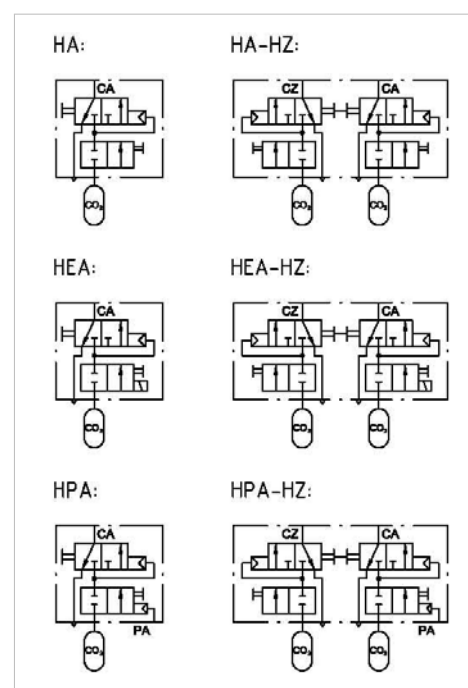 HA: HA-HZ:
CA CZ CA
CO₂ CO₂ CO₂
HEA: HEA-HZ:
CA CZ CA
CO₂ CO₂ CO₂
HPA: HPA-HZ:
CA CZ CA
PA PA
CO₂ CO₂ CO₂